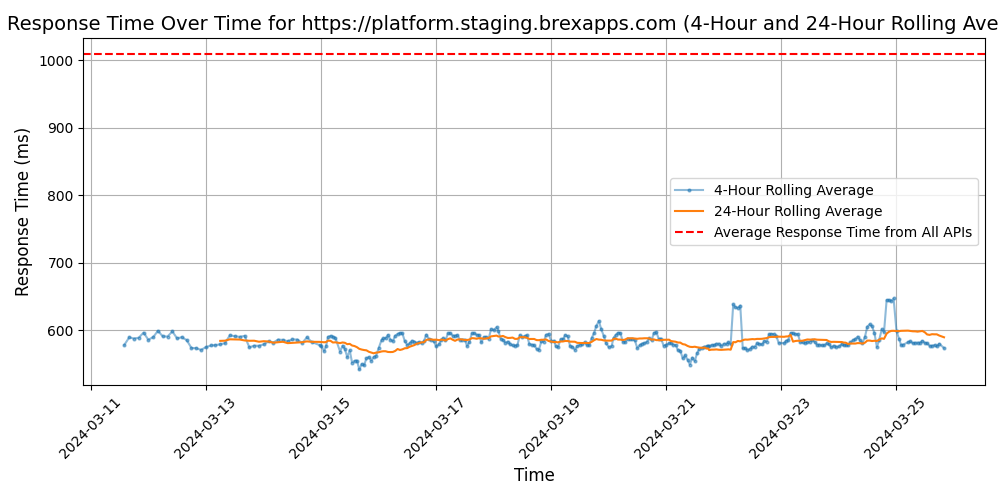 Response Time Over Time for https://platform.staging.brexapps.com (4-Hour and 24-Hour Rolling Ave
Response Time (ms)
1000
900
800
700
600
4-Hour Rolling Average
24-Hour Rolling Average
Average Response Time from All APIs
2024-03-11
2024-03-13
2024-03-15
2024-03-17
2024-03-19
2024-03-21
2024-03-23
2024-03-25
Time